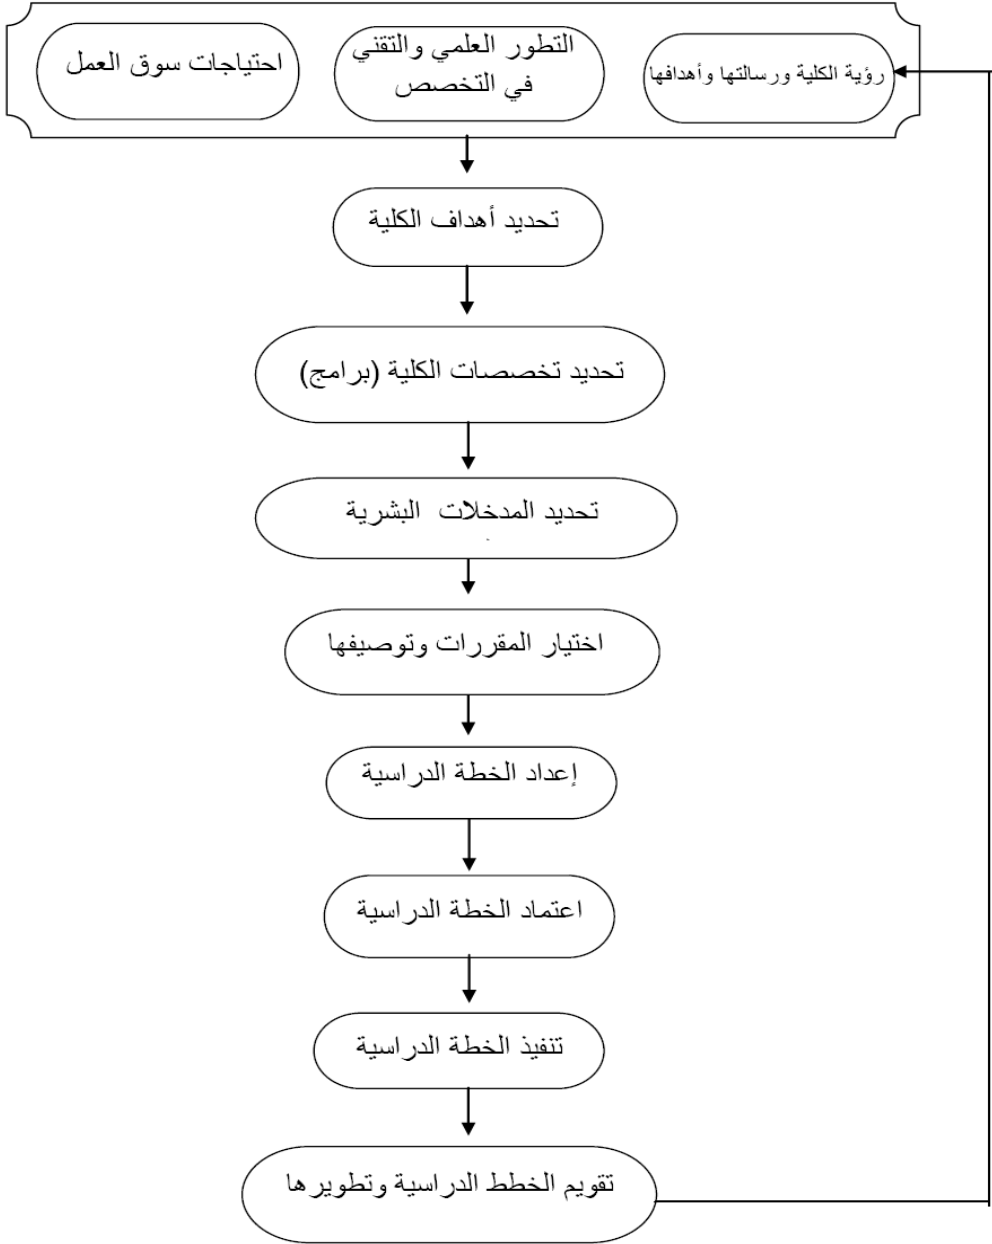 رؤية الكلية ورسالتها وأهدافها
التطور العلمي والتقني
في التخصص
احتياجات سوق العمل
تحديد أهداف الكلية
تحديد تخصصات الكلية (برامج)
تحديد المدخلات البشرية
اختيار المقررات وتوصيفها
إعداد الخطة الدراسية
اعتماد الخطة الدراسية
تنفيذ الخطة الدراسية
تقويم الخطط الدراسية وتطويرها